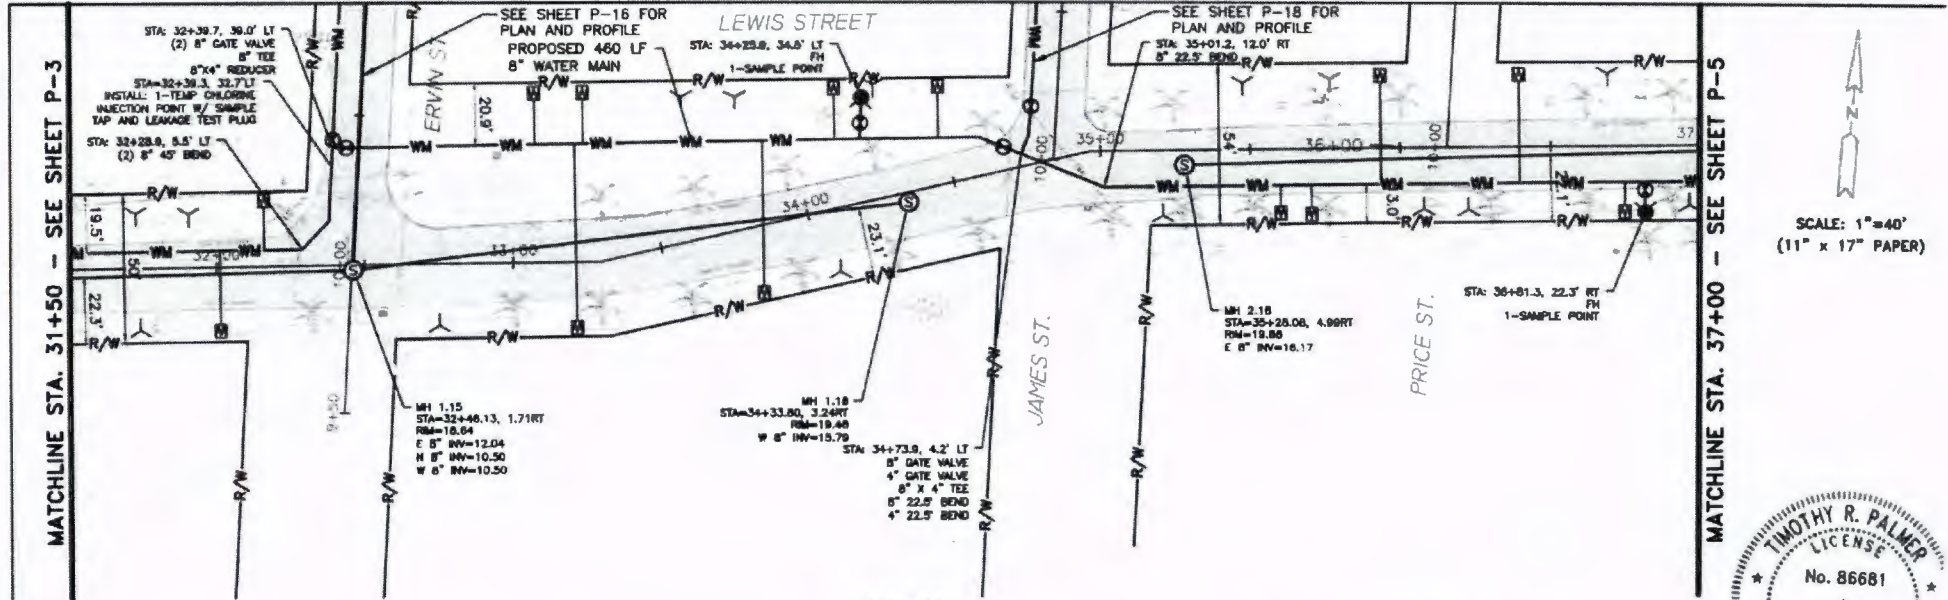 MATCHLINE STA. 31+50 - SEE SHEET P-3
STA: 32+39.7, 39.0' LT
(2) 8" GATE VALVE
8" TEE
8"X4" REDUCER
STA=32+39.3, 32.7'LT
INSTALL: 1-TEMP CHLORINE
INJECTION POINT W/ SAMPLE
TAP AND LEAKAGE TEST PLUG
STA: 32+28.9, 5.5' LT
(2) 8" 45° BEND
SEE SHEET P-16 FOR
PLAN AND PROFILE
PROPOSED 460 LF
8" WATER MAIN
ERVIN ST.
LEWIS STREET
STA: 34+25.8, 34.8' LT
FH
1-SAMPLE POINT
SEE SHEET P-18 FOR
PLAN AND PROFILE
STA: 35+01.2, 12.0' RT
8" 22.5° BEND
R/W
WM
20.9'
19.5'
22.3'
50'
23.1'
54'
32+00
33+00
34+00
35+00
36+00
37
10+00
9+50
MH 1.15
STA=32+46.13, 1.71RT
RIM=18.64
E 8" INV=12.04
N 8" INV=10.50
W 8" INV=10.50
MH 1.18
STA=34+33.80, 3.24RT
RIM=19.46
W 8" INV=15.79
STA: 34+73.9, 4.2' LT
8" GATE VALVE
4" GATE VALVE
8" X 4" TEE
8" 22.5° BEND
4" 22.5° BEND
JAMES ST.
MH 2.18
STA=35+28.08, 4.99RT
RIM=19.88
E 8" INV=16.17
PRICE ST.
STA: 36+81.3, 22.3' RT
FH
1-SAMPLE POINT
MATCHLINE STA. 37+00 - SEE SHEET P-5
N
SCALE: 1"=40'
(11" x 17" PAPER)
TIMOTHY R. PALMER
LICENSE
No. 86681